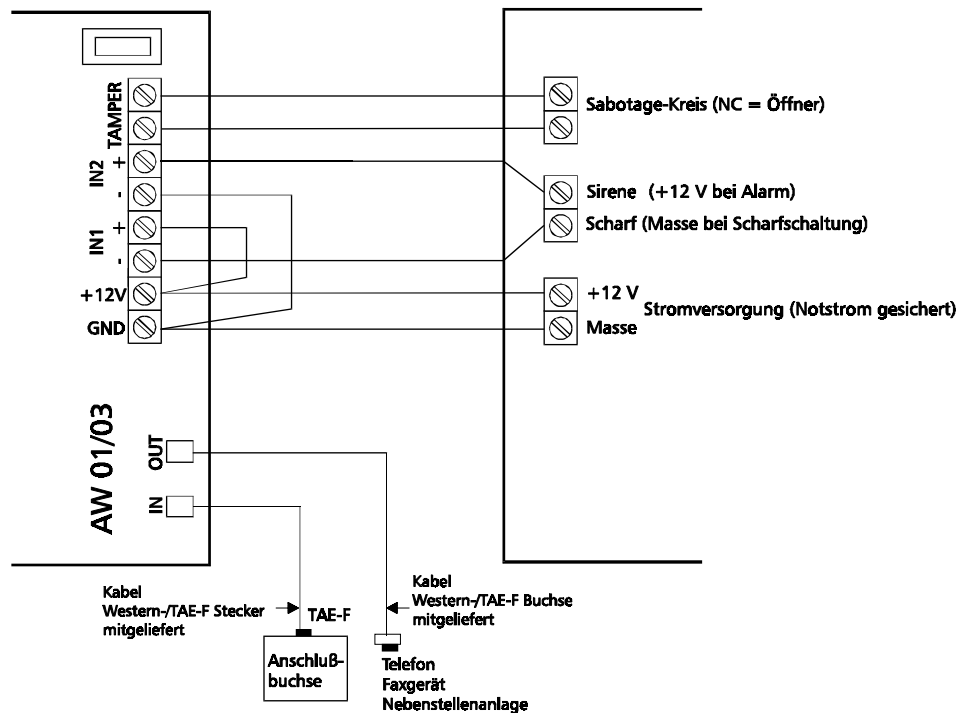 TAMPER
IN2
+
-
IN1
+
-
+12V
GND
Sabotage-Kreis (NC = Öffner)
Sirene (+12 V bei Alarm)
Scharf (Masse bei Scharfschaltung)
+12 V
Masse
Stromversorgung (Notstrom gesichert)
AW 01/03
OUT
IN
Kabel
Western-/TAE-F Stecker
mitgeliefert
TAE-F
Anschluß-
buchse
Kabel
Western-/TAE-F Buchse
mitgeliefert
Telefon
Faxgerät
Nebenstellenanlage